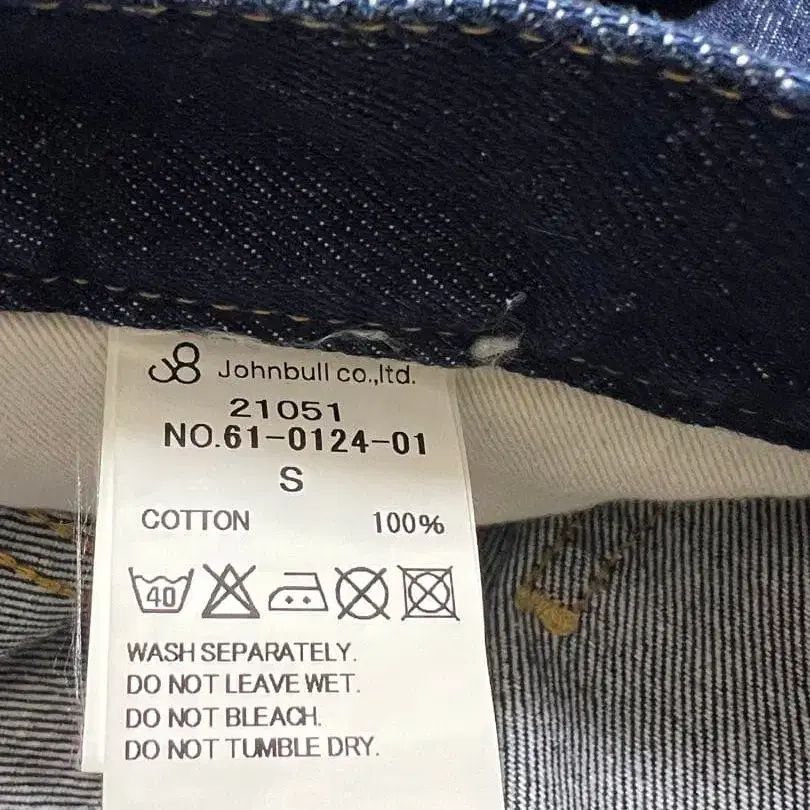 Johnbull co.,ltd.
21051
NO.61-0124-01
S
COTTON 100%
40
WASH SEPARATELY.
DO NOT LEAVE WET.
DO NOT BLEACH.
DO NOT TUMBLE DRY.